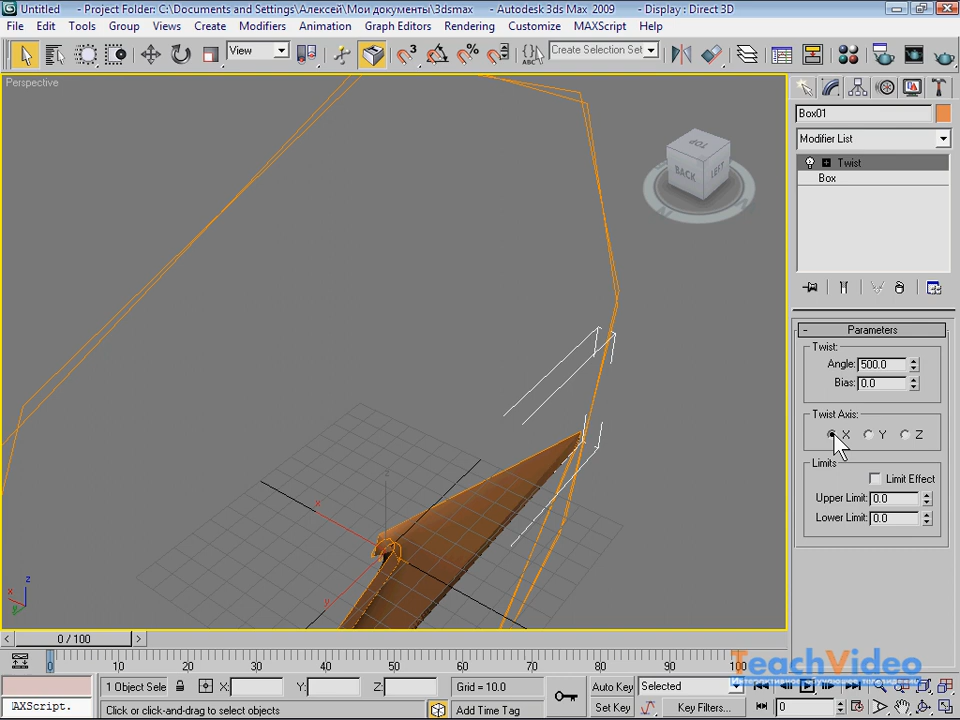 Untitled - Project Folder: C:\Documents and Settings\Алексей\Мои документы\3dsmax - Autodesk 3ds Max 2009 - Display : Direct 3D
File Edit Tools Group Views Create Modifiers Animation Graph Editors Rendering Customize MAXScript Help
View
3
%
ABC
Create Selection Set
Perspective
TOP
BACK
LEFT
Box01
Modifier List
Twist
Box
Parameters
Twist:
Angle: 500.0
Bias: 0.0
Twist Axis:
X Y Z
Limits
Limit Effect
Upper Limit: 0.0
Lower Limit: 0.0
x
y
z
x
y
0 / 100
0 10 20 30 40 50 60 70 80 90 100
TeachVideo
1 Object Sele
X: Y: Z:
Grid = 10.0
Auto Key
Selected
AXScript.
Click or click-and-drag to select objects
Add Time Tag
Set Key
Key Filters...
0